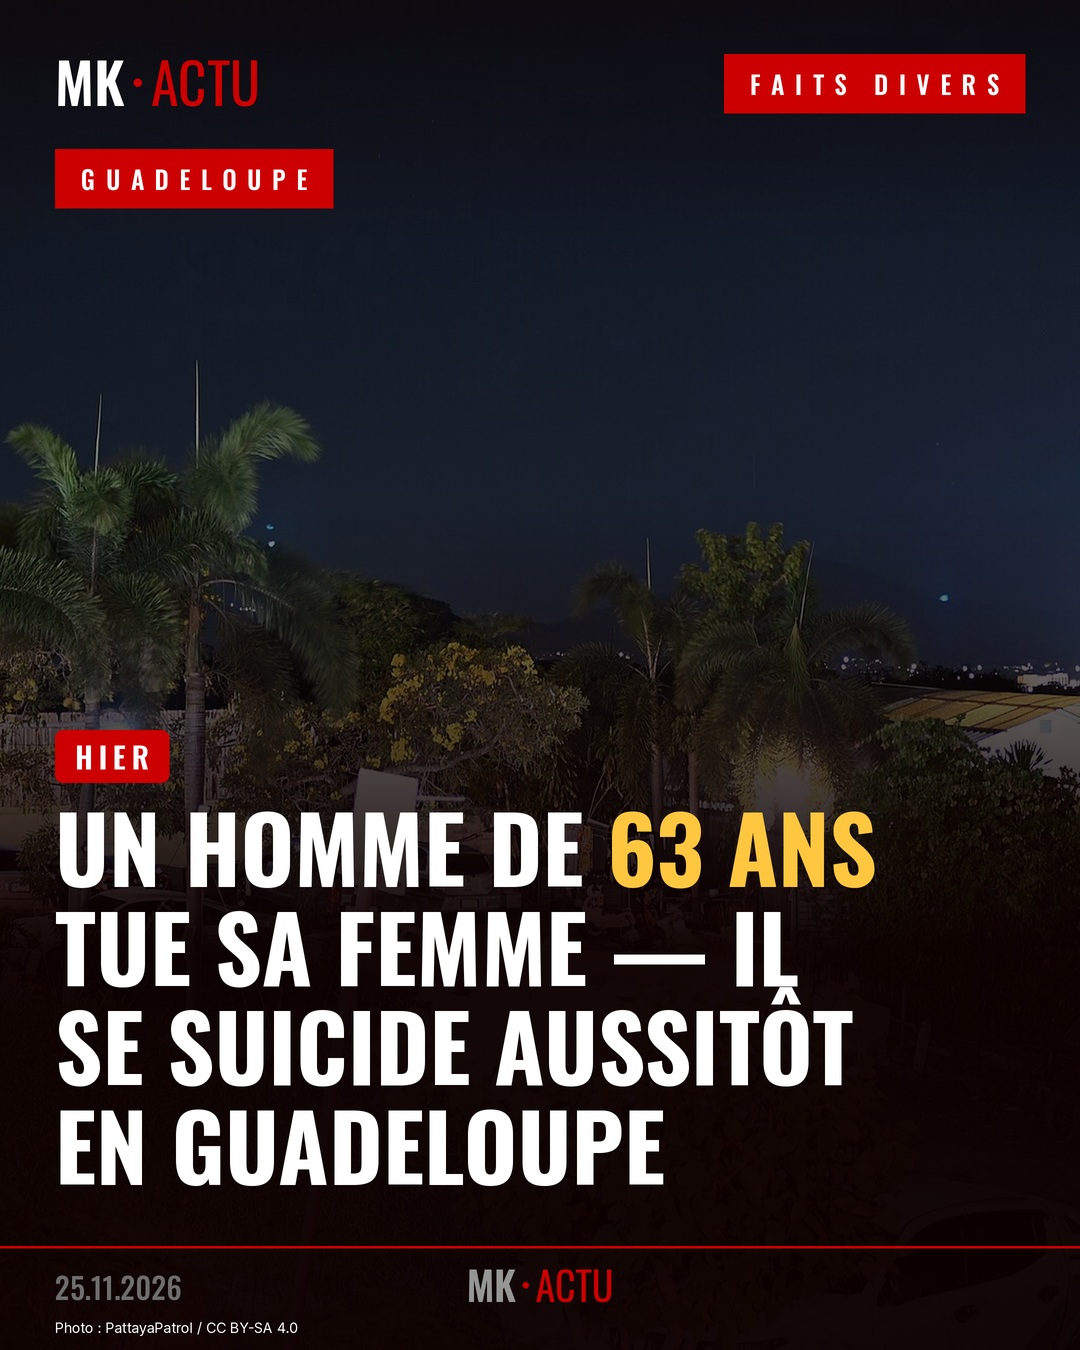 MK·ACTU
FAITS DIVERS
GUADELOUPE
HIER
UN HOMME DE 63 ANS
TUE SA FEMME — IL
SE SUICIDE AUSSITÔT
EN GUADELOUPE
25.11.2026
MK·ACTU
Photo : PattayaPatrol / CC BY-SA 4.0